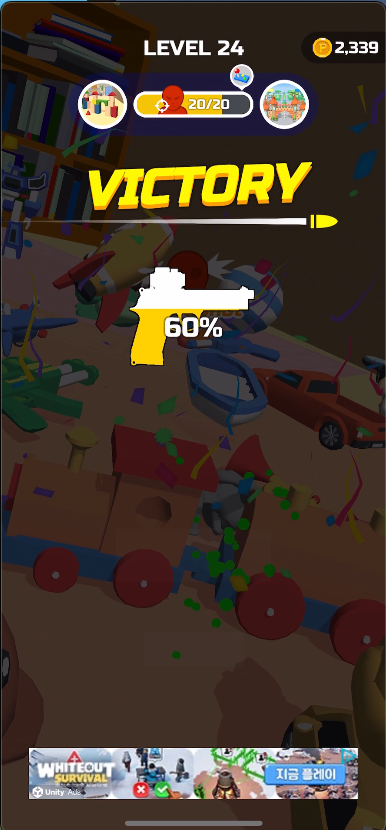 LEVEL 24
P 2,339
20/20
VICTORY
60%
WHITEOUT
SURVIVAL
지금 플레이
Unity Ads